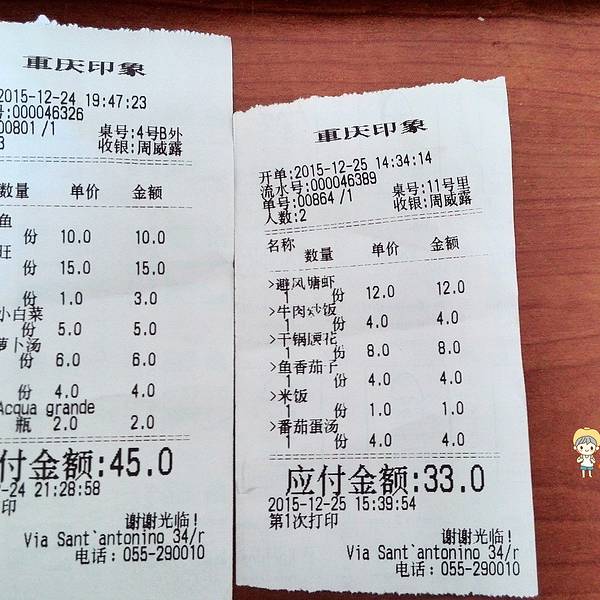 重庆印象
2015-12-24 19:47:23
号:000046326
00801 /1 桌号:4号B外
3 收银:周威露
数量 单价 金额
鱼
份 10.0 10.0
旺
份 15.0 15.0
份 1.0 3.0
小白菜
份 5.0 5.0
萝卜汤
份 6.0 6.0
份 4.0 4.0
Acqua grande
瓶 2.0 2.0
付金额:45.0
-24 21:28:58
印
谢谢光临!
Via Sant`antonino 34/r
电话: 055-290010
重庆印象
开单:2015-12-25 14:34:14
流水号:000046389
单号:00864 /1 桌号:11号里
人数:2 收银:周威露
名称
数量 单价 金额
>避风塘虾
1 份 12.0 12.0
>牛肉炒饭
1 份 4.0 4.0
>干锅腰花
1 份 8.0 8.0
>鱼香茄子
1 份 4.0 4.0
>米饭
1 份 1.0 1.0
>番茄蛋汤
1 份 4.0 4.0
应付金额:33.0
2015-12-25 15:39:54
第1次打印
谢谢光临!
Via Sant`antonino 34/r
电话: 055-290010